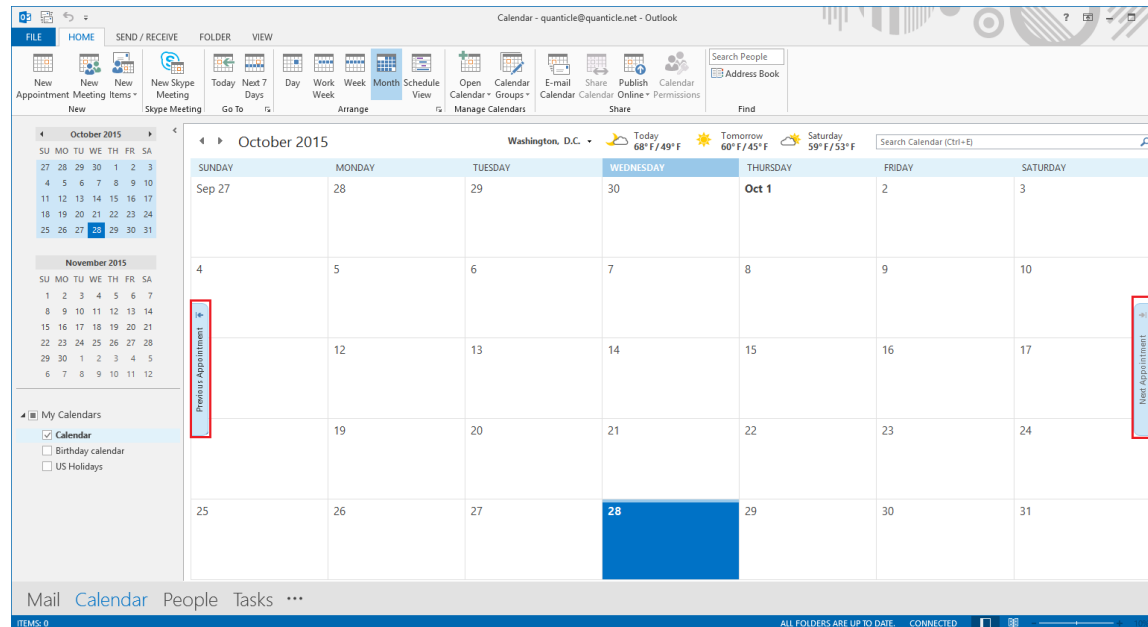 Calendar - quanticle@quanticle.net - Outlook
FILE HOME SEND / RECEIVE FOLDER VIEW
New Appointment
New Meeting
New Items
New
New Skype Meeting
Skype Meeting
Today
Next 7 Days
Go To
Day
Work Week
Week
Month
Schedule View
Arrange
Open Calendar
Calendar Groups
Manage Calendars
E-mail Calendar
Share Calendar
Publish Online
Calendar Permissions
Share
Search People
Address Book
Find
October 2015
SU MO TU WE TH FR SA
27 28 29 30 1 2 3
4 5 6 7 8 9 10
11 12 13 14 15 16 17
18 19 20 21 22 23 24
25 26 27 28 29 30 31
November 2015
SU MO TU WE TH FR SA
1 2 3 4 5 6 7
8 9 10 11 12 13 14
15 16 17 18 19 20 21
22 23 24 25 26 27 28
29 30 1 2 3 4 5
6 7 8 9 10 11 12
My Calendars
Calendar
Birthday calendar
US Holidays
October 2015
Washington, D.C.
Today
68° F / 49° F
Tomorrow
60° F / 45° F
Saturday
59° F / 53° F
Search Calendar (Ctrl+E)
SUNDAY MONDAY TUESDAY WEDNESDAY THURSDAY FRIDAY SATURDAY
Sep 27 28 29 30 Oct 1 2 3
4 5 6 7 8 9 10
12 13 14 15 16 17
19 20 21 22 23 24
25 26 27 28 29 30 31
Previous Appointment
Next Appointment
Mail Calendar People Tasks
ITEMS: 0
ALL FOLDERS ARE UP TO DATE. CONNECTED